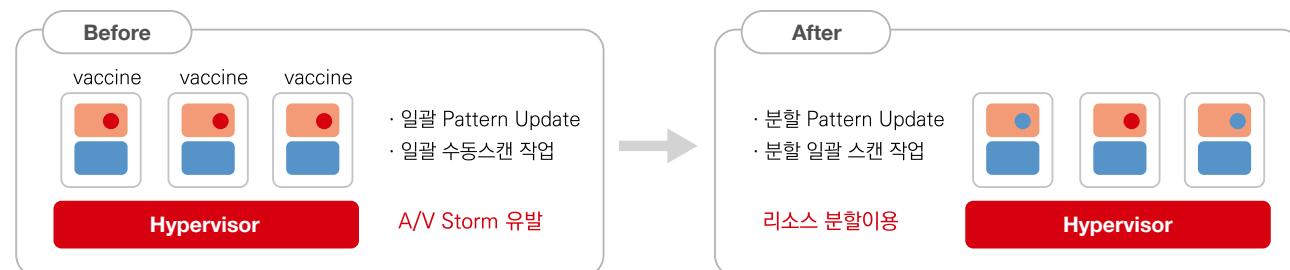 Before
vaccine vaccine vaccine
· 일괄 Pattern Update
· 일괄 수동스캔 작업
Hypervisor
A/V Storm 유발
After
· 분할 Pattern Update
· 분할 일괄 스캔 작업
리소스 분할이용
Hypervisor